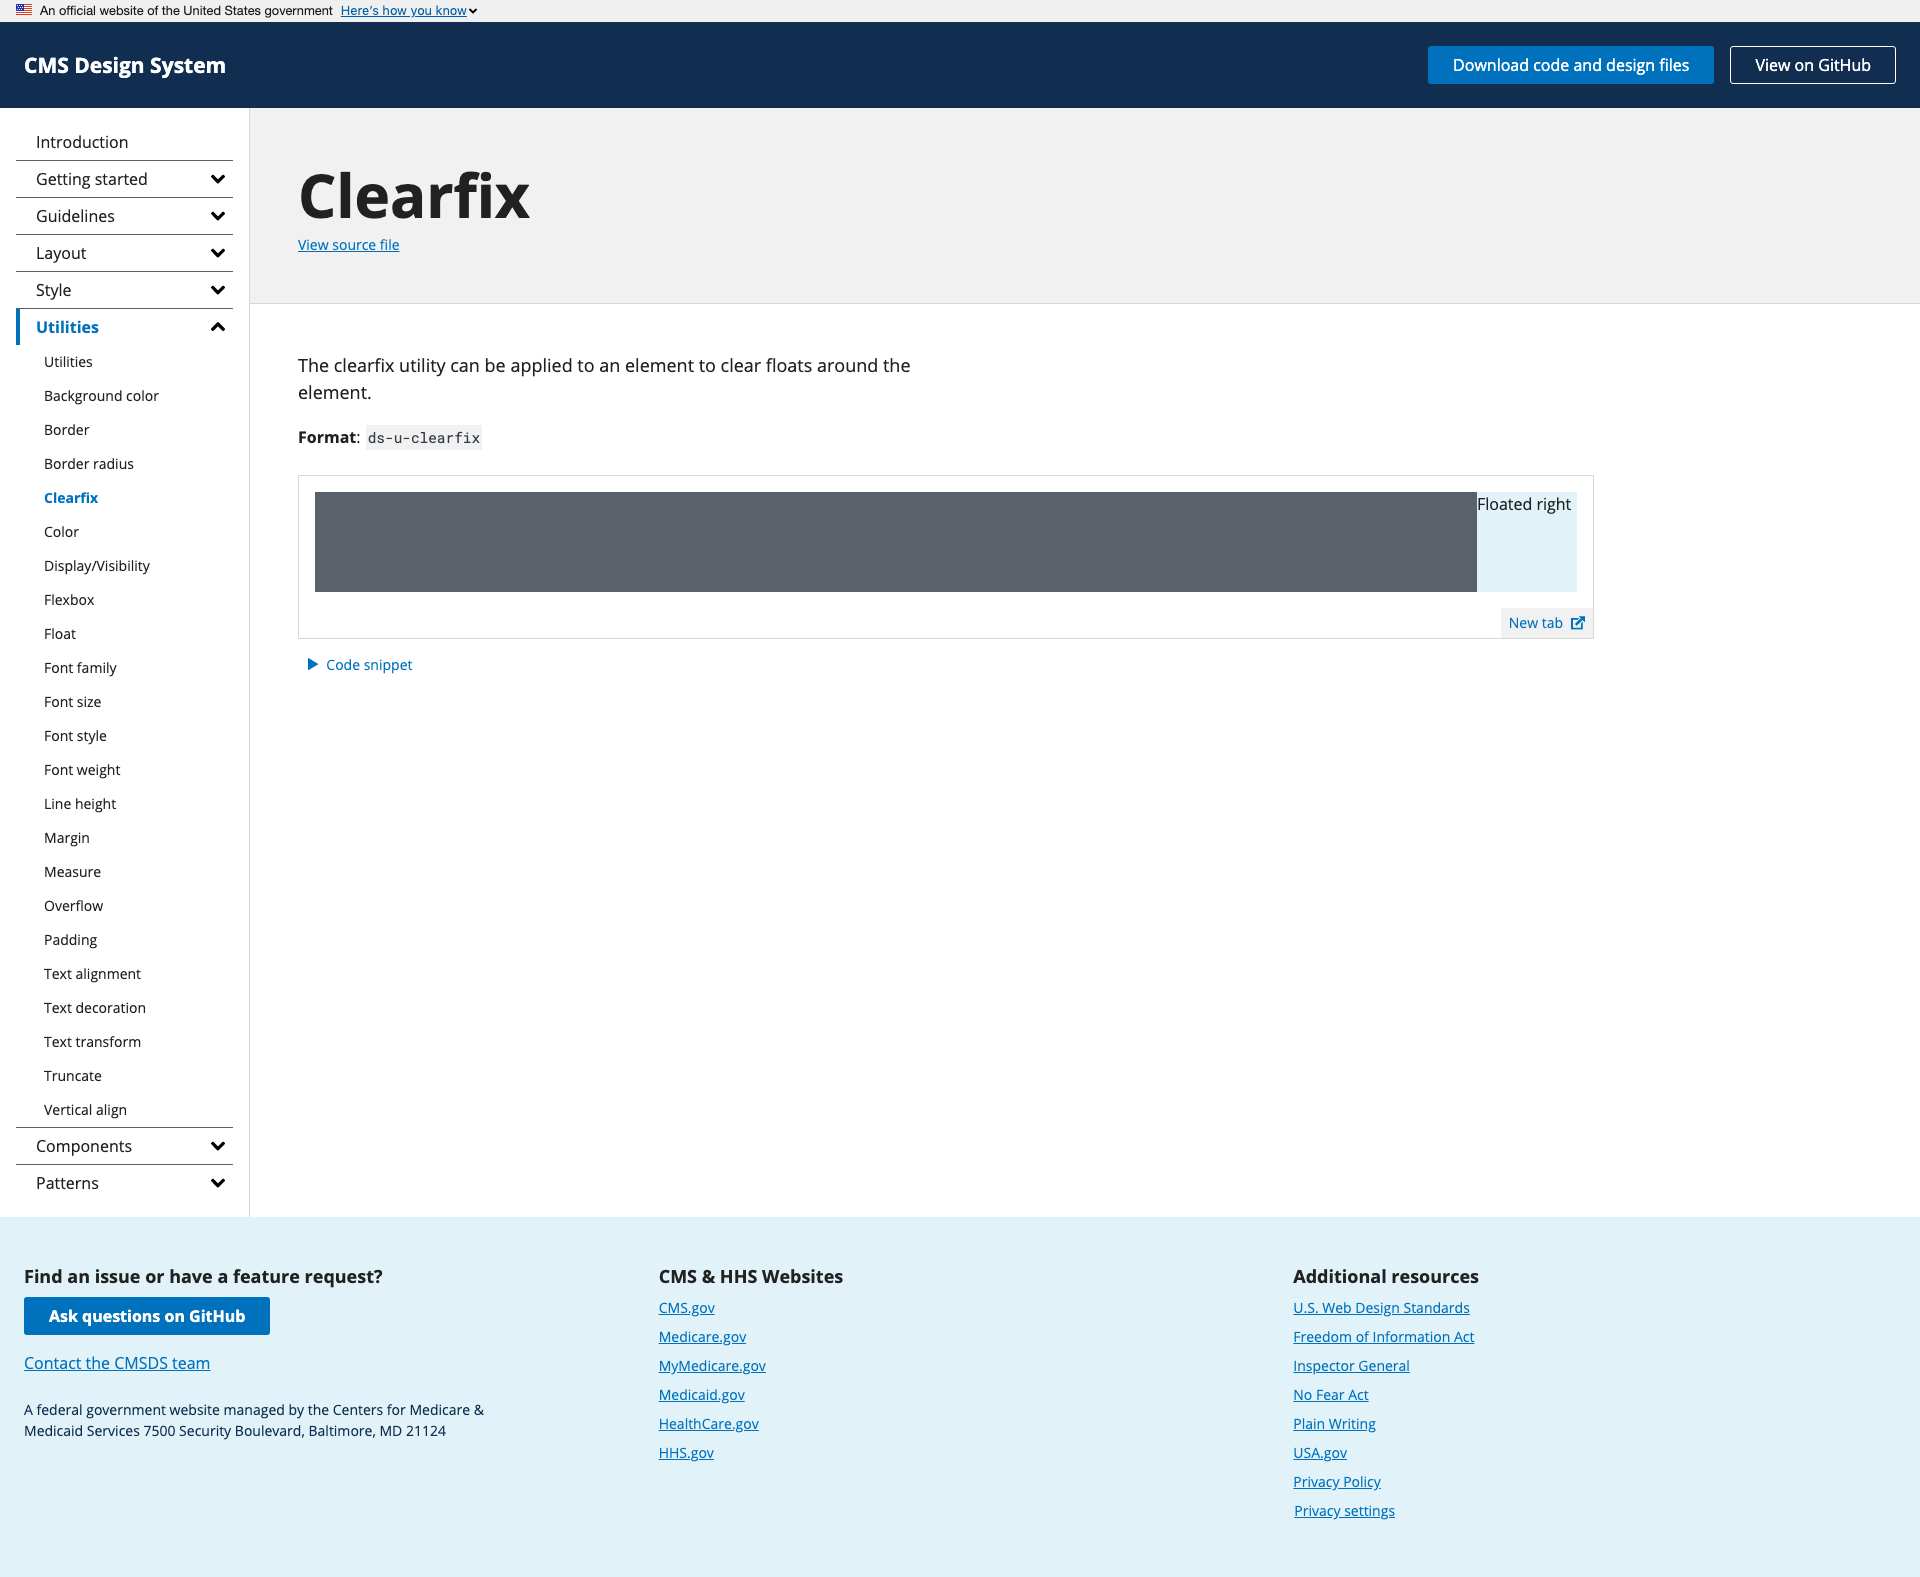 An official website of the United States government Here's how you know
CMS Design System
Download code and design files
View on GitHub
Introduction
Getting started
Guidelines
Layout
Style
Utilities
Utilities
Background color
Border
Border radius
Clearfix
Color
Display/Visibility
Flexbox
Float
Font family
Font size
Font style
Font weight
Line height
Margin
Measure
Overflow
Padding
Text alignment
Text decoration
Text transform
Truncate
Vertical align
Components
Patterns
Clearfix
View source file
The clearfix utility can be applied to an element to clear floats around the
element.
Format: ds-u-clearfix
Floated right
New tab
Code snippet
Find an issue or have a feature request?
Ask questions on GitHub
Contact the CMSDS team
A federal government website managed by the Centers for Medicare &
Medicaid Services 7500 Security Boulevard, Baltimore, MD 21124
CMS & HHS Websites
CMS.gov
Medicare.gov
MyMedicare.gov
Medicaid.gov
HealthCare.gov
HHS.gov
Additional resources
U.S. Web Design Standards
Freedom of Information Act
Inspector General
No Fear Act
Plain Writing
USA.gov
Privacy Policy
Privacy settings